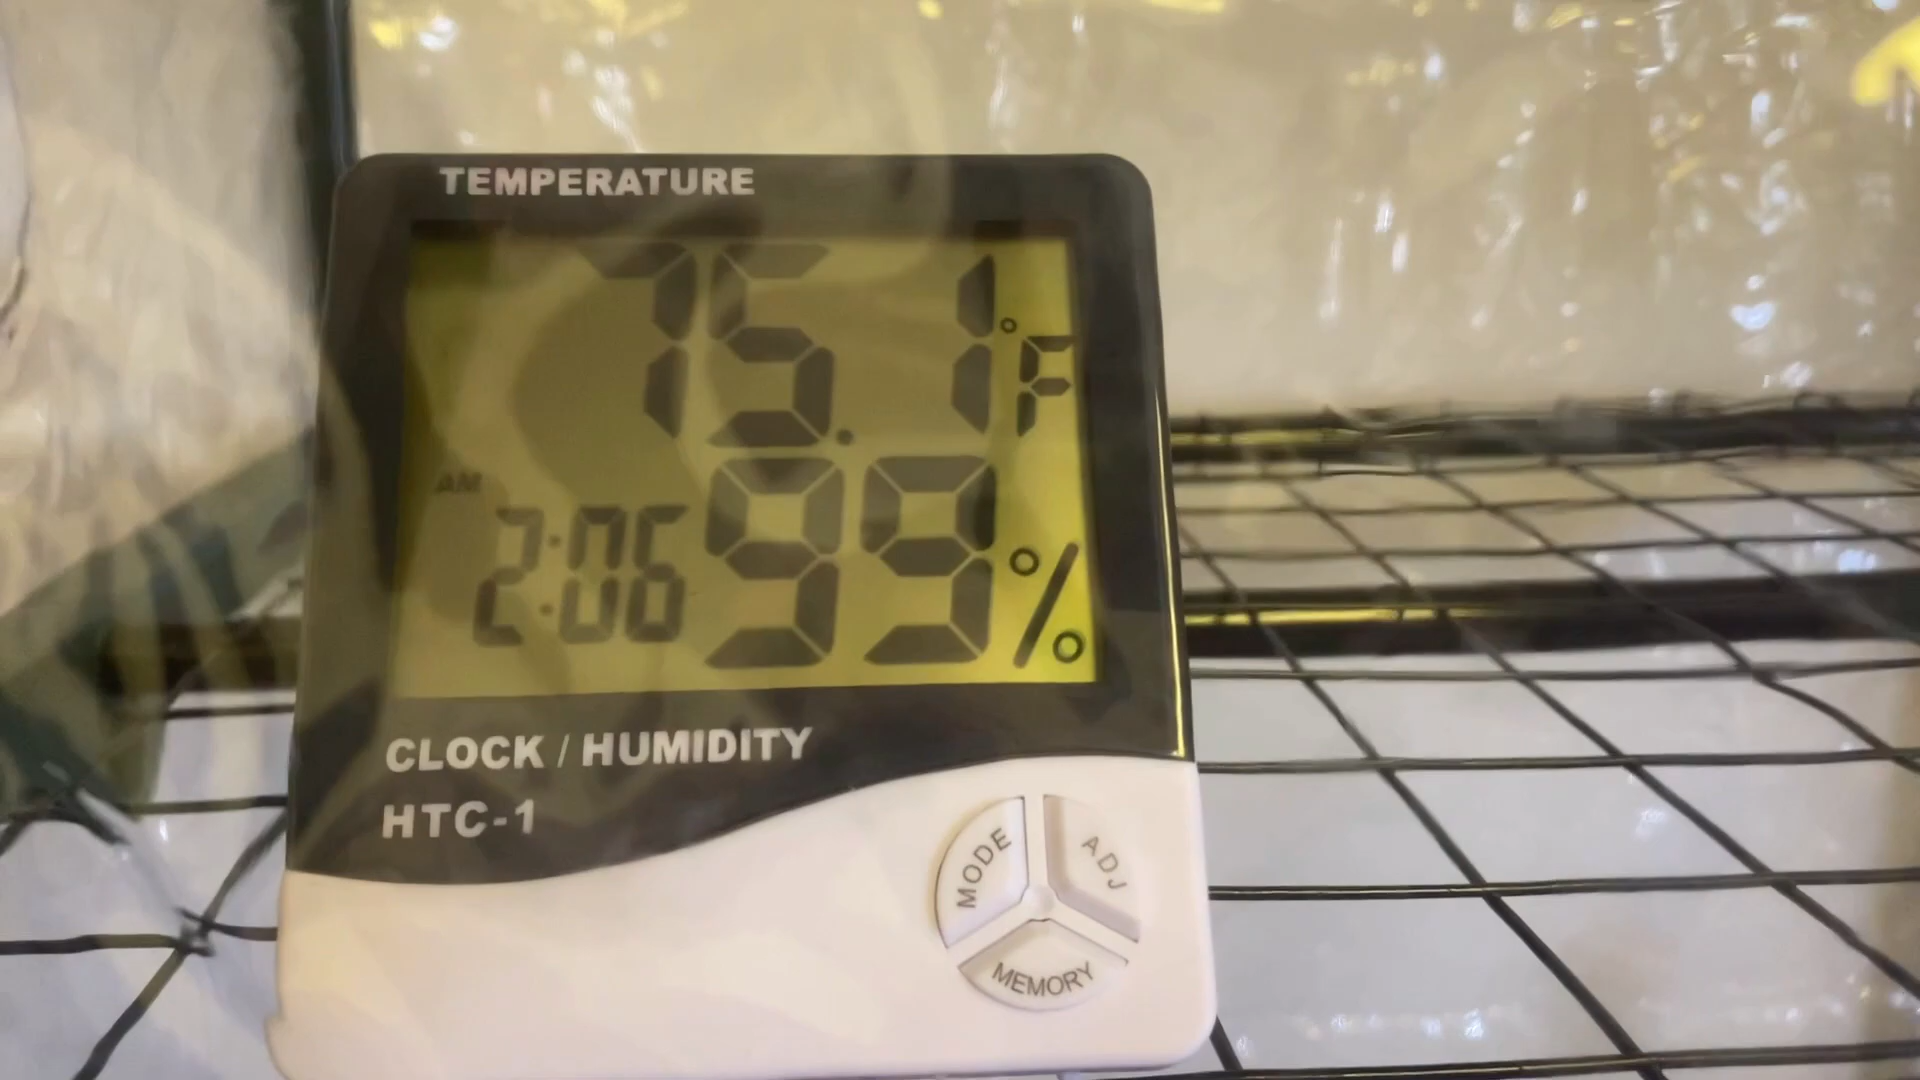 TEMPERATURE
75.1°F
AM
2:06
99%
CLOCK / HUMIDITY
HTC-1
MODE
ADJ
MEMORY